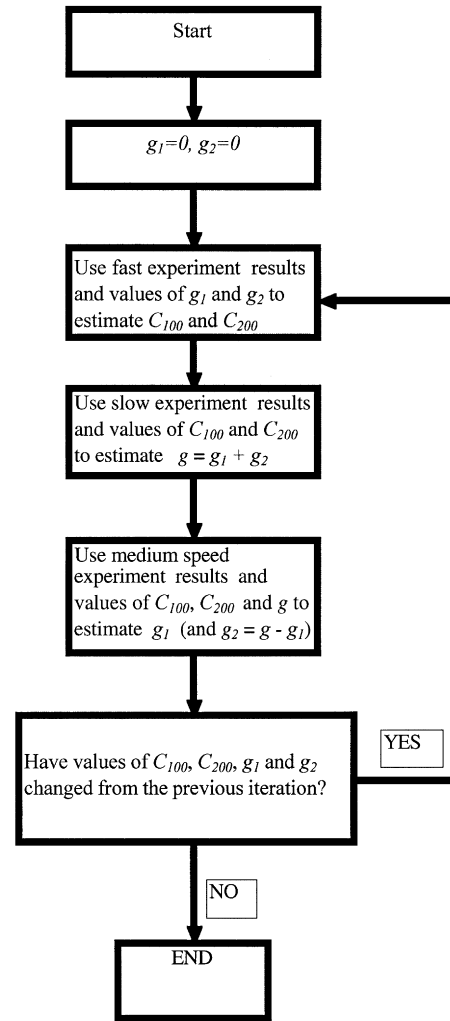 Start
g₁=0, g₂=0
Use fast experiment results
and values of g₁ and g₂ to
estimate C₁₀₀ and C₂₀₀
Use slow experiment results
and values of C₁₀₀ and C₂₀₀
to estimate g = g₁ + g₂
Use medium speed
experiment results and
values of C₁₀₀, C₂₀₀ and g to
estimate g₁ (and g₂ = g - g₁)
Have values of C₁₀₀, C₂₀₀, g₁ and g₂
changed from the previous iteration?
YES
NO
END